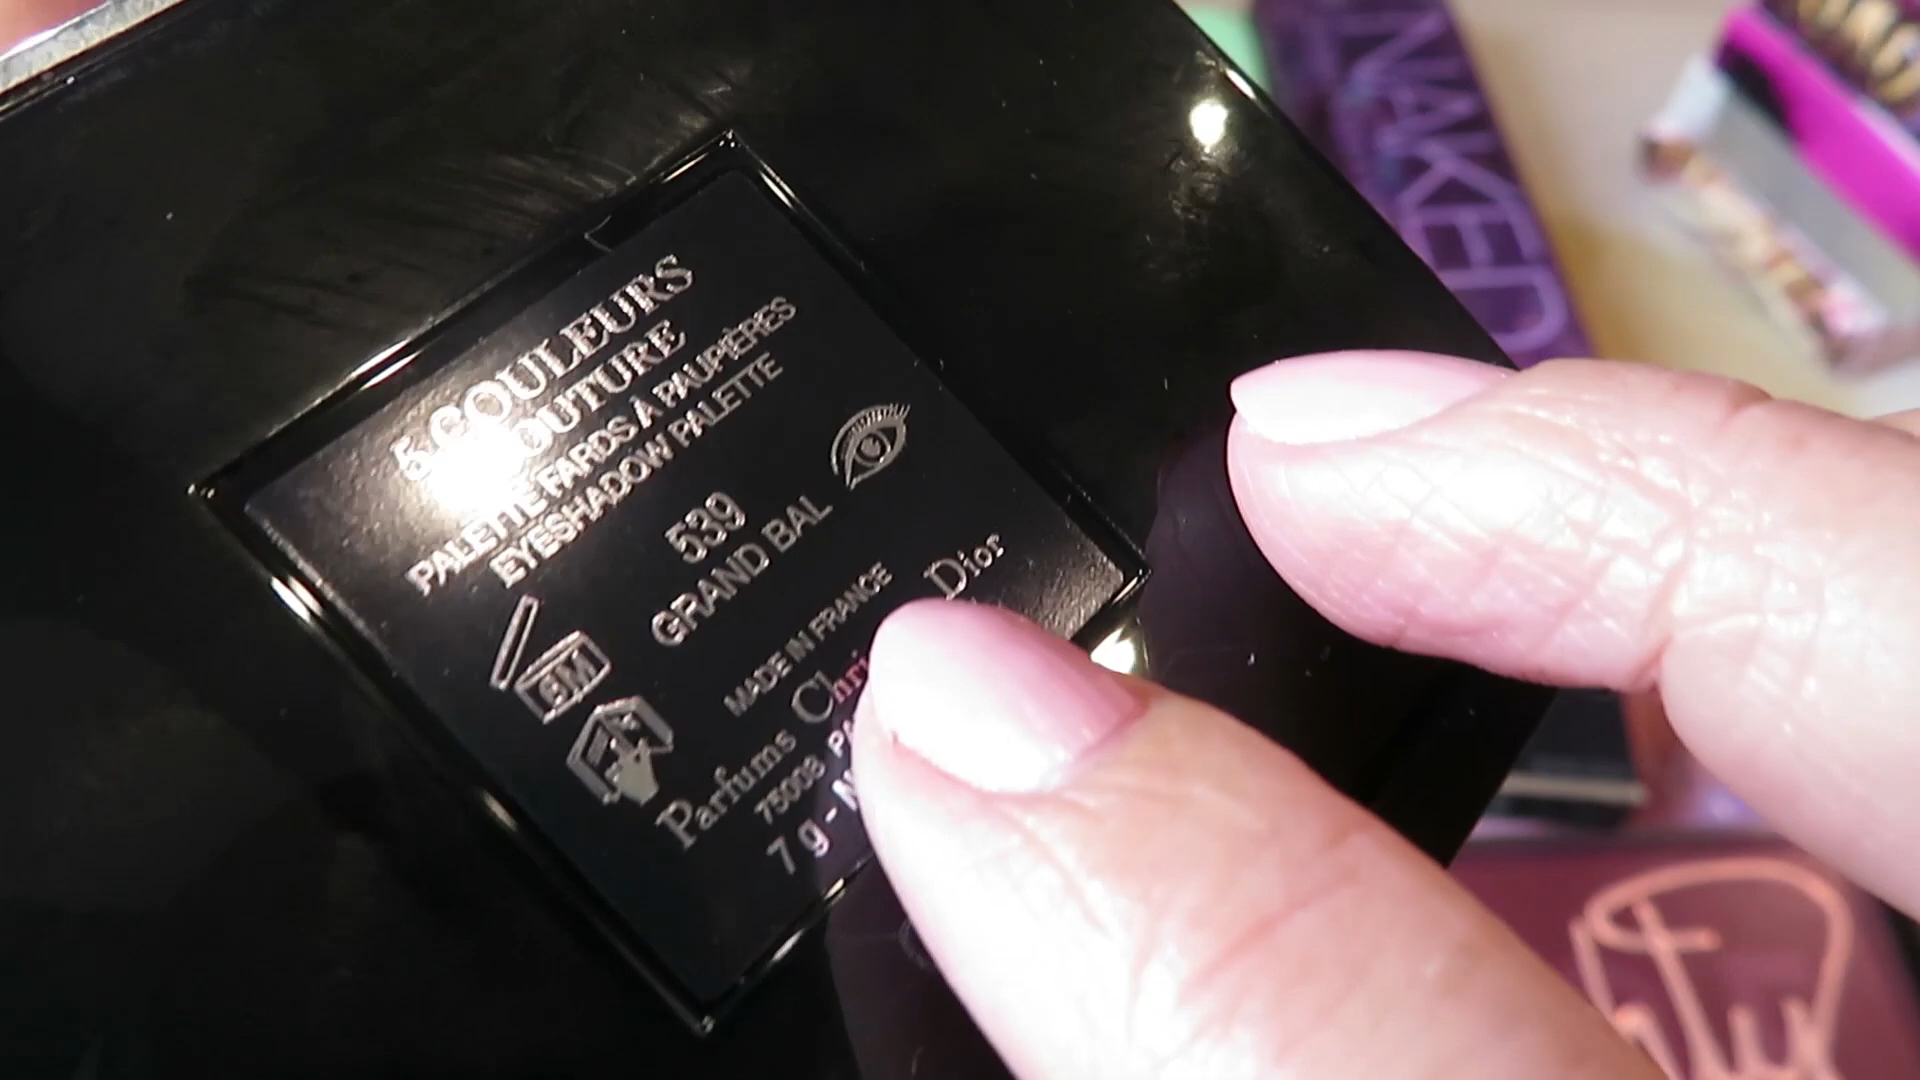 5 COULEURS
COUTURE
PALETTE FARDS À PAUPIÈRES
EYESHADOW PALETTE
539
GRAND BAL
6M
MADE IN FRANCE
Parfums Dior
75008
7 g -
NAKED